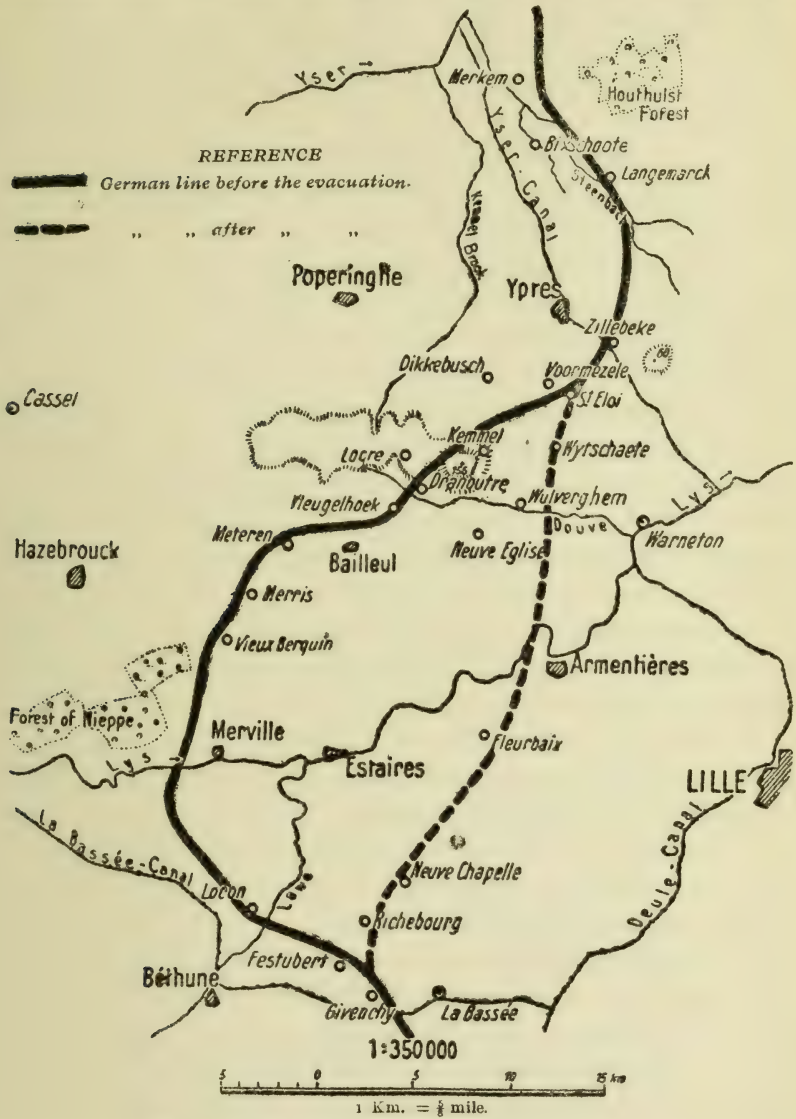 Yser →
Merkem
Houthulst
Forest
Yser-Canal
Bixschoote
REFERENCE
German line before the evacuation.
„ „ after „ „
Langemarck
Steenback
Kemmel Brook
Poperinghe
Ypres
Zillebeke
60
Dikkebusch
Voormezele
St Eloi
Cassel
Kemmel
Locre
Wytschaete
Dranoutre
Vleugelhoek
Wulverghem
Lys →
Douve
Warneton
Meteren
Bailleul
Neuve Eglise
Hazebrouck
Merris
Vieux Berquin
Armentières
Forest of Nieppe
Merville
Fleurbaix
Lys →
Estaires
LILLE
La Bassée-Canal
Lawe
Neuve Chapelle
Deule-Canal
Locon
Richebourg
Festubert
Béthune
Givenchy
La Bassée
1=350000
5 0 5 10 15 km
1 Km. = ⅝ mile.